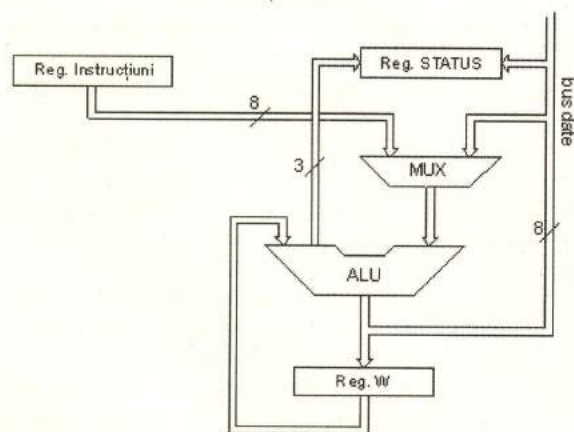 Reg. STATUS
Reg. Instrucțiuni
bus date
8
MUX
3
8
ALU
Reg. W